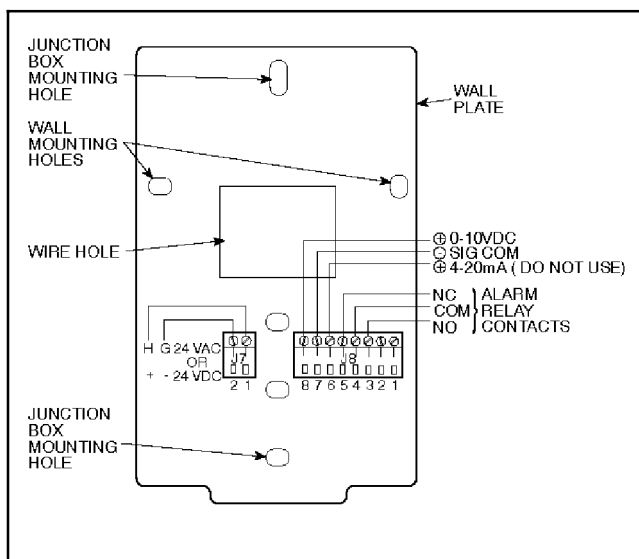 JUNCTION
BOX
MOUNTING
HOLE
WALL
PLATE
WALL
MOUNTING
HOLES
WIRE HOLE
⊕ 0-10VDC
⊖ SIG COM
⊕ 4-20mA ( DO NOT USE)
NC
COM
NO
ALARM
RELAY
CONTACTS
H G 24 VAC
OR
+ - 24 VDC
J7
2 1
J8
8 7 6 5 4 3 2 1
JUNCTION
BOX
MOUNTING
HOLE